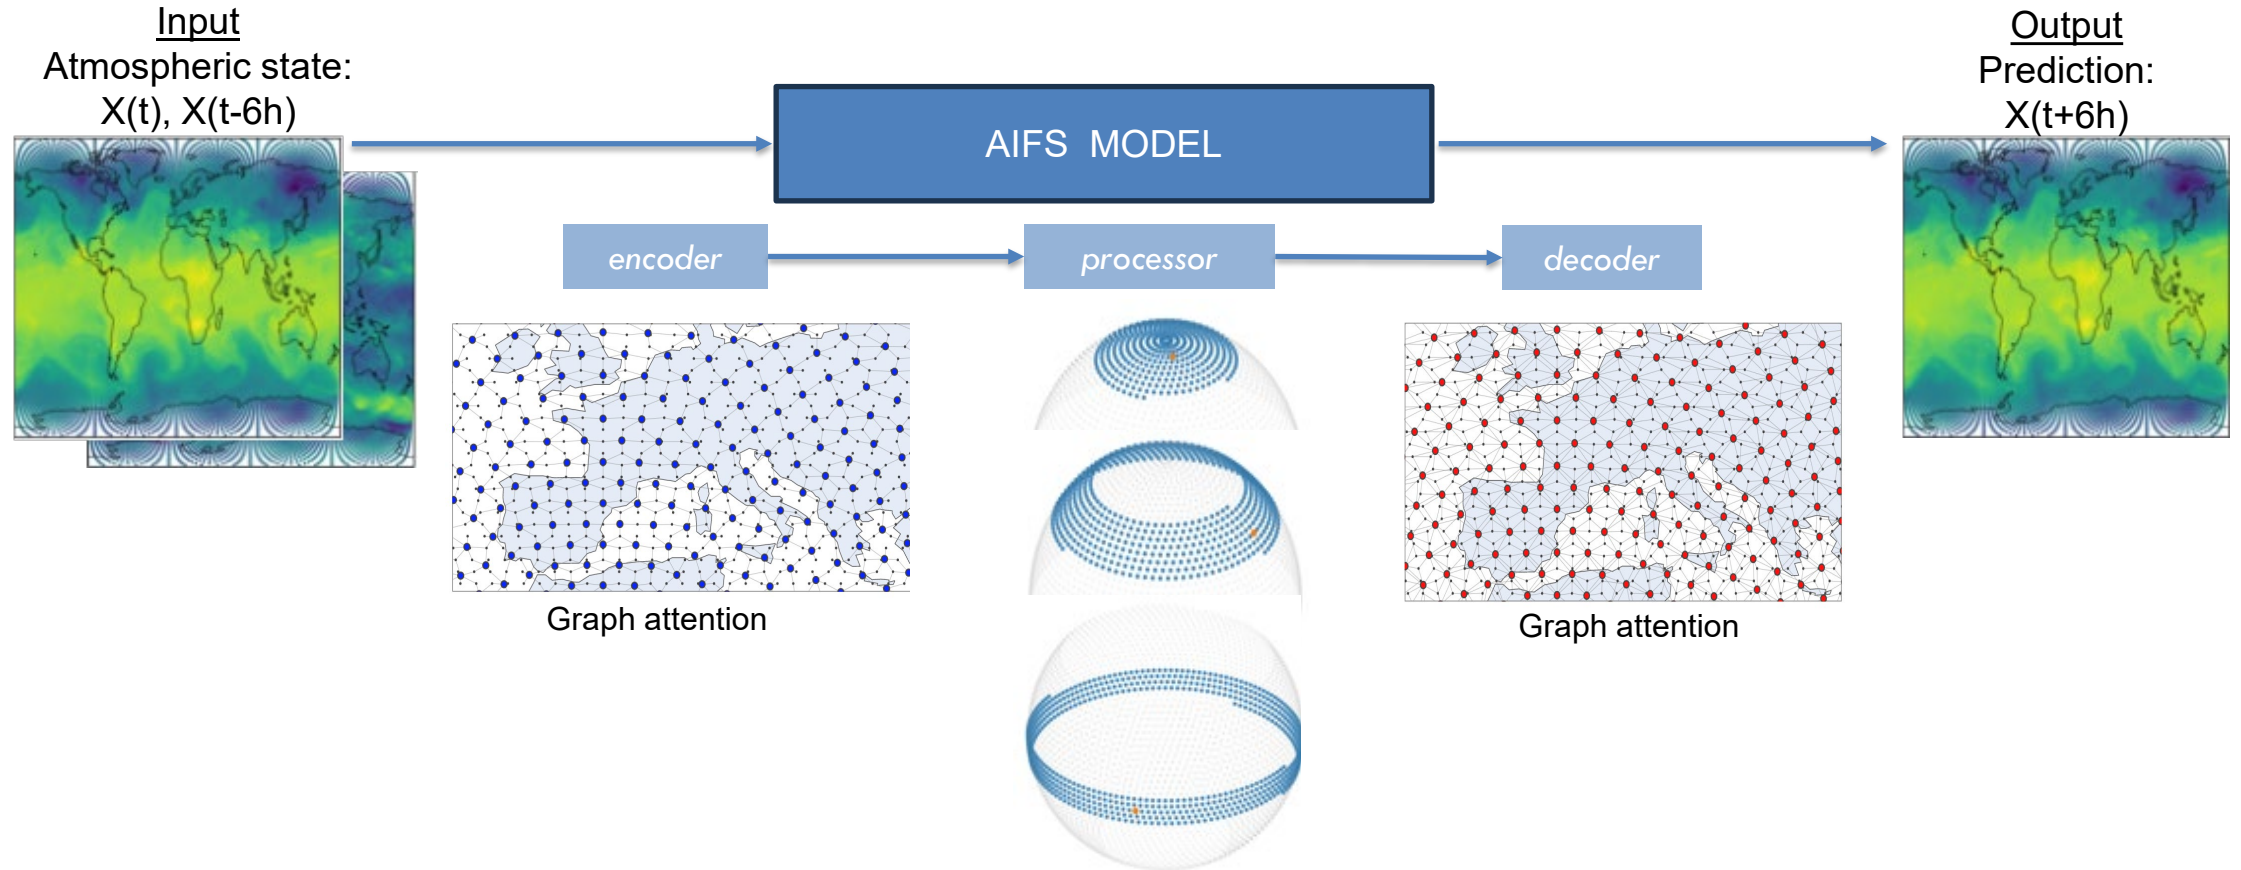 Input
Atmospheric state:
X(t), X(t-6h)
AIFS MODEL
Output
Prediction:
X(t+6h)
encoder
processor
decoder
Graph attention
Graph attention